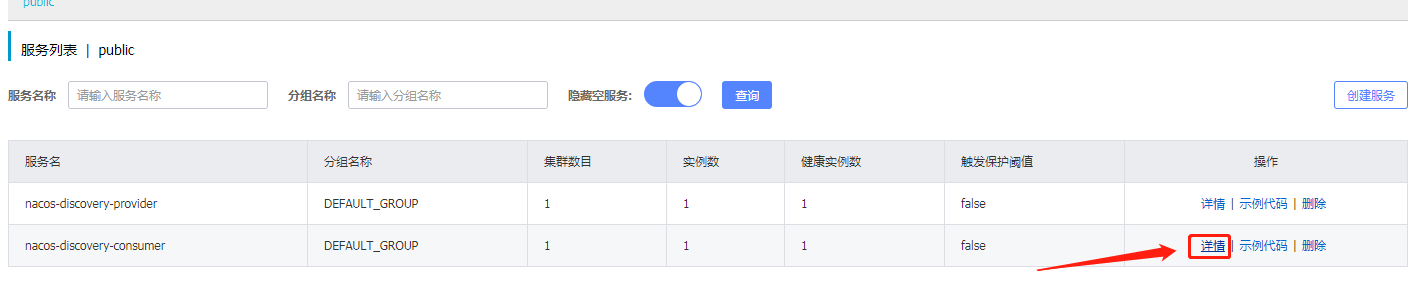 public
服务列表 | public
服务名称 请输入服务名称 分组名称 请输入分组名称 隐藏空服务: 查询 创建服务
服务名 分组名称 集群数目 实例数 健康实例数 触发保护阈值 操作
nacos-discovery-provider DEFAULT_GROUP 1 1 1 false 详情 | 示例代码 | 删除
nacos-discovery-consumer DEFAULT_GROUP 1 1 1 false 详情 | 示例代码 | 删除